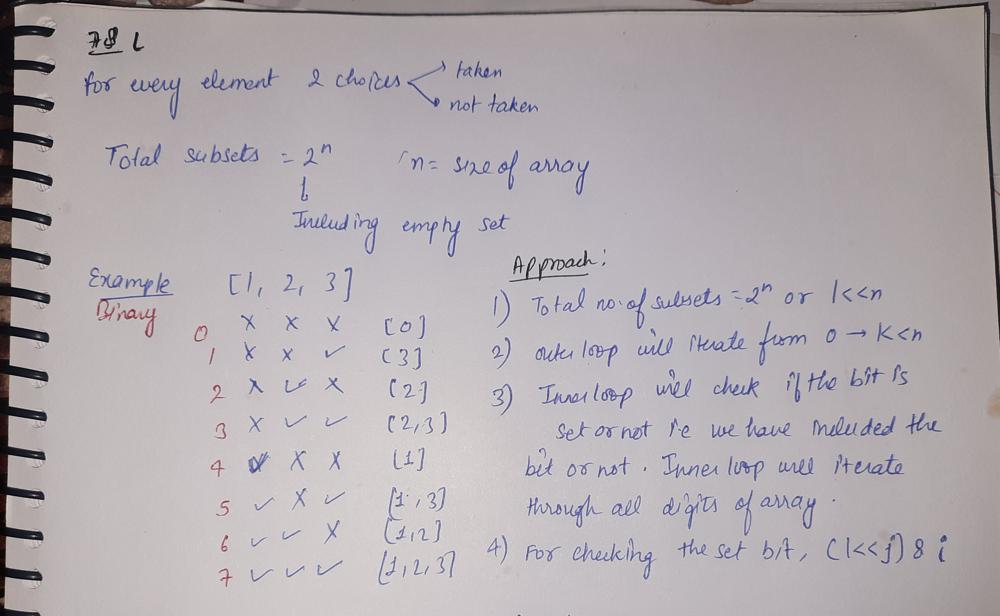 78 L
for every element 2 choices
taken
not taken
Total subsets = 2ⁿ n = size of array
Including empty set
Example [1, 2, 3]
Binary
0 × × × [0]
1 × × ✓ [3]
2 × ✓ × [2]
3 × ✓ ✓ [2,3]
4 ✓ × × [1]
5 ✓ × ✓ [1,3]
6 ✓ ✓ × [1,2]
7 ✓ ✓ ✓ [1,2,3]
Approach:
1) Total no. of subsets = 2ⁿ or 1<<n
2) outer loop will iterate from 0 → K<n
3) Inner loop will check if the bit is
set or not i.e we have included the
bit or not. Inner loop will iterate
through all digits of array.
4) For checking the set bit, (1<<j) & i